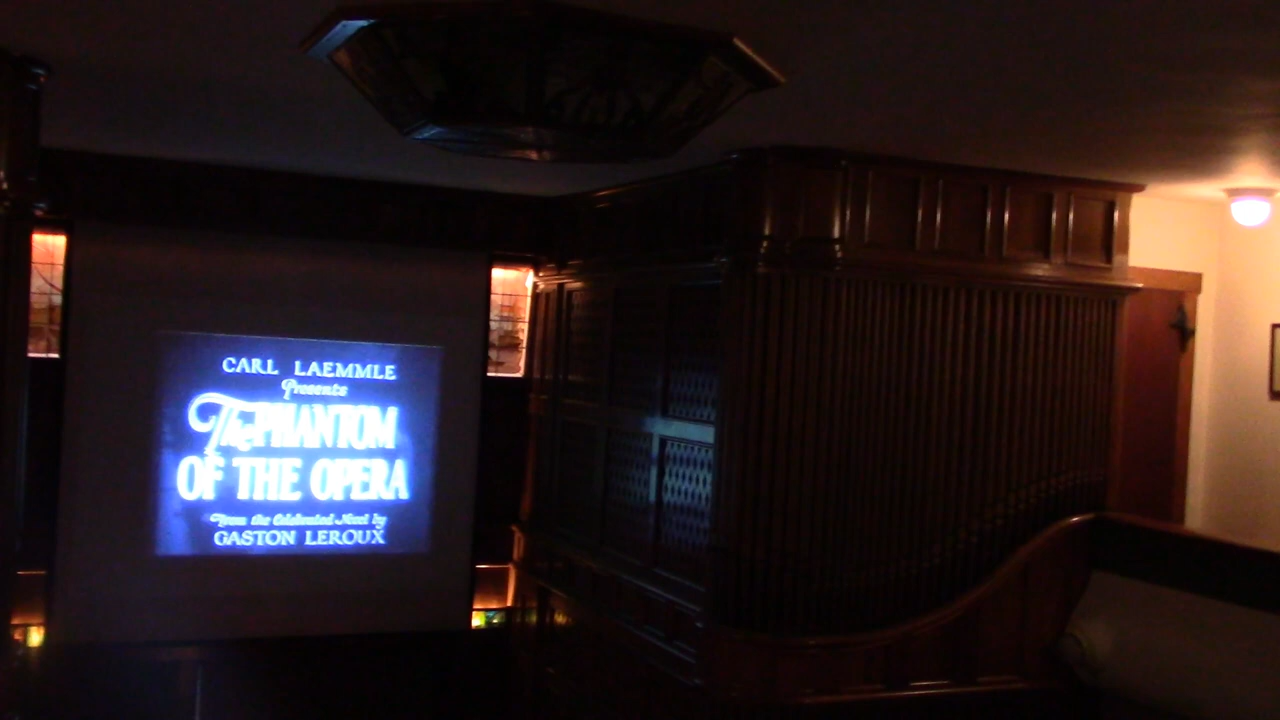 CARL LAEMMLE
Presents
The PHANTOM
OF THE OPERA
From the Celebrated Novel by
GASTON LEROUX